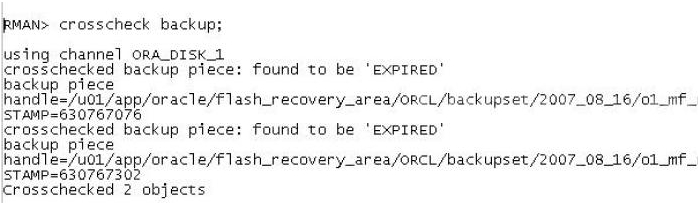 RMAN> crosscheck backup;
using channel ORA_DISK_1
crosschecked backup piece: found to be 'EXPIRED'
backup piece
handle=/u01/app/oracle/flash_recovery_area/ORCL/backupset/2007_08_16/o1_mf_
STAMP=630767076
crosschecked backup piece: found to be 'EXPIRED'
backup piece
handle=/u01/app/oracle/flash_recovery_area/ORCL/backupset/2007_08_16/o1_mf_
STAMP=630767302
Crosschecked 2 objects